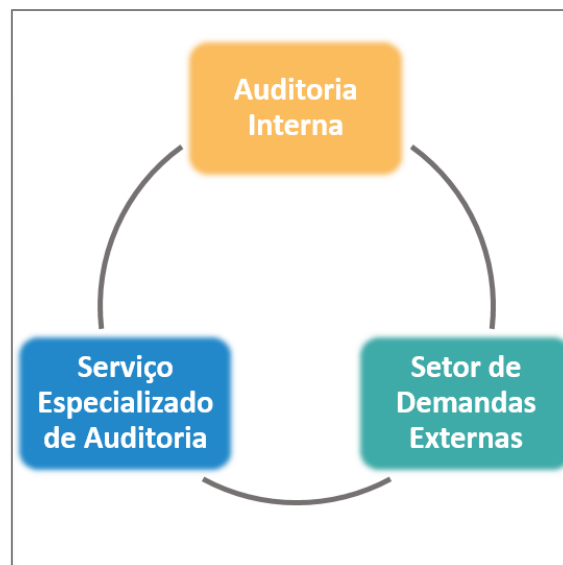 Auditoria
Interna
Serviço
Especializado
de Auditoria
Setor de
Demandas
Externas